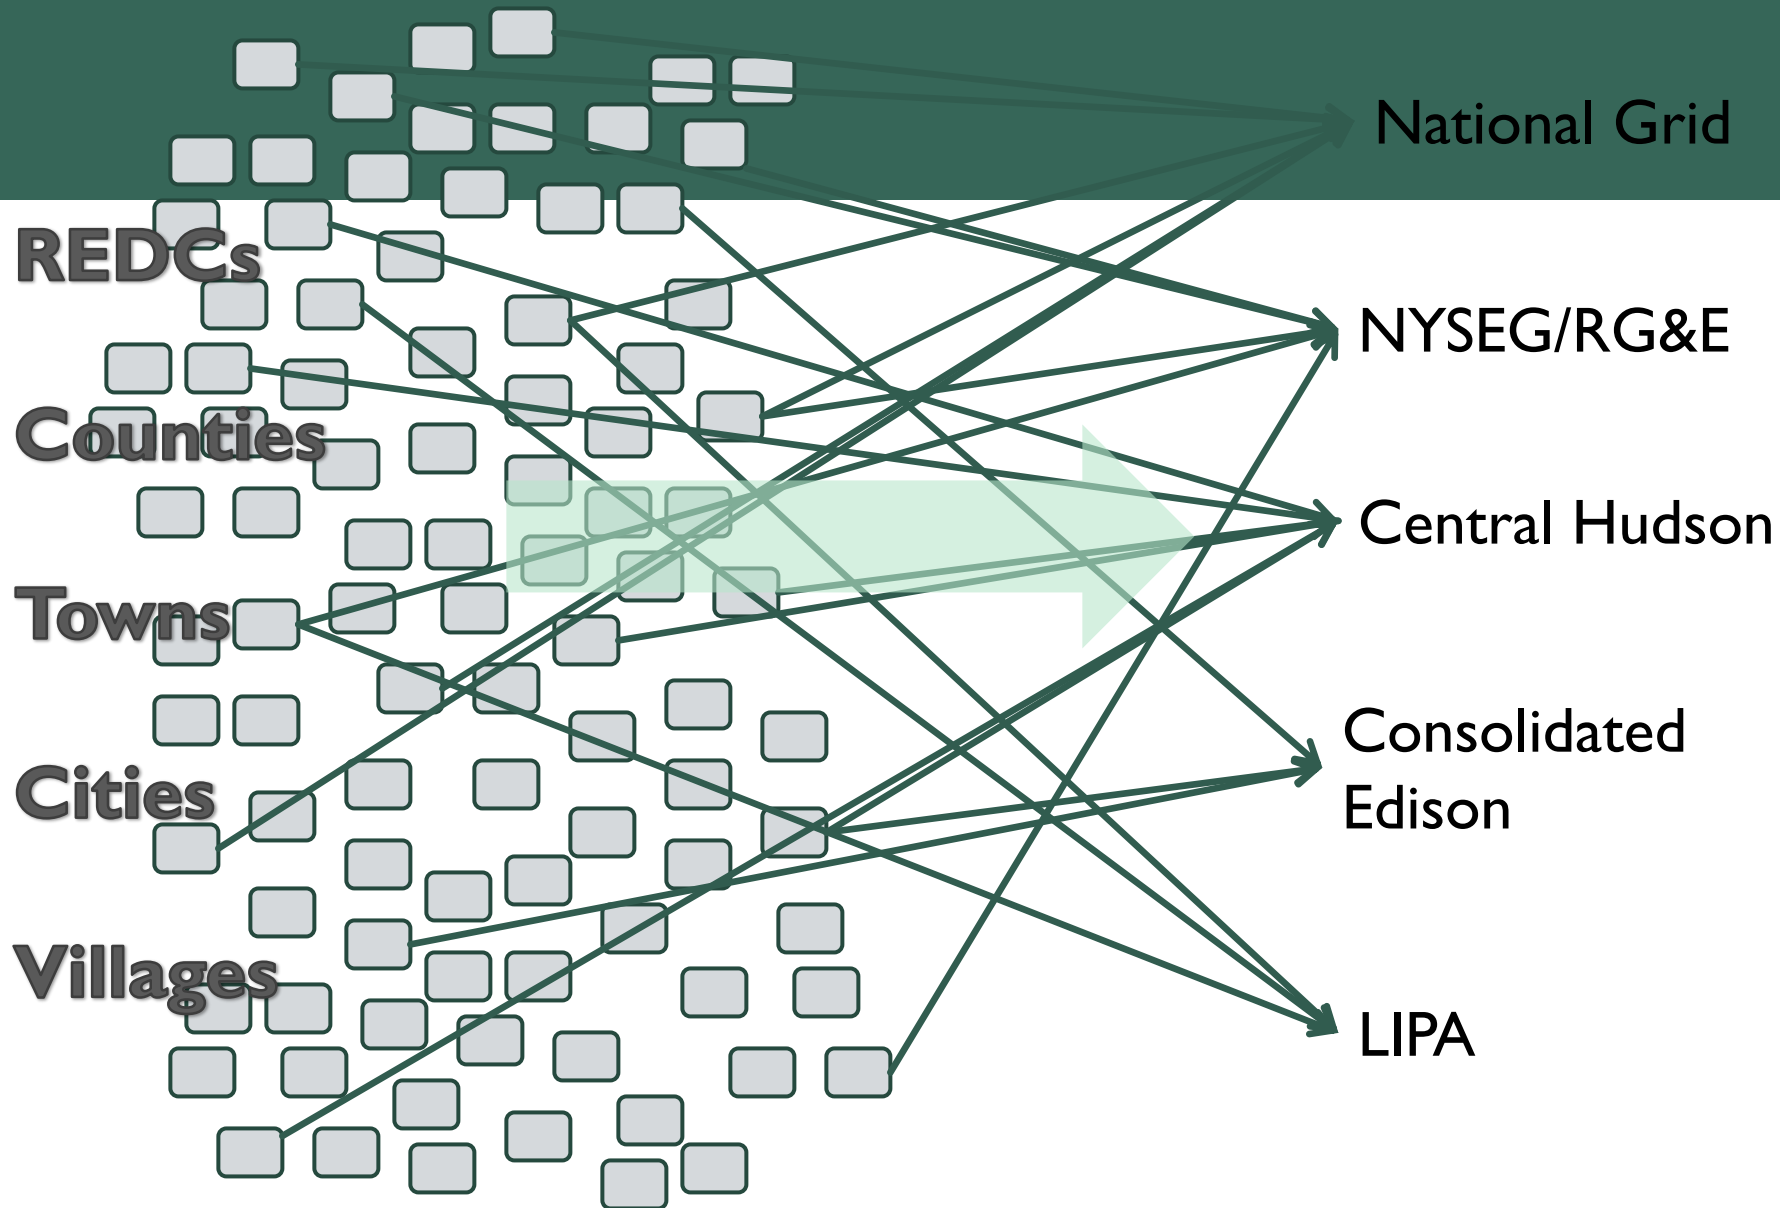 National Grid
REDCs
NYSEG/RG&E
Counties
Central Hudson
Towns
Consolidated
Edison
Cities
Villages
LIPA